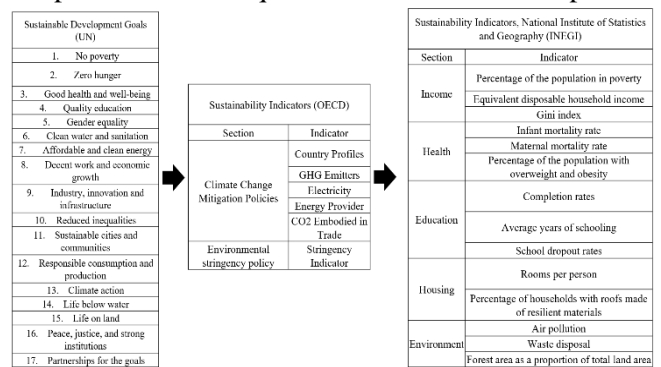 Sustainable Development Goals
(UN)
1. No poverty
2. Zero hunger
3. Good health and well-being
4. Quality education
5. Gender equality
6. Clean water and sanitation
7. Affordable and clean energy
8. Decent work and economic
growth
9. Industry, innovation and
infrastructure
10. Reduced inequalities
11. Sustainable cities and
communities
12. Responsible consumption and
production
13. Climate action
14. Life below water
15. Life on land
16. Peace, justice, and strong
institutions
17. Partnerships for the goals
Sustainability Indicators (OECD)
Section Indicator
Climate Change
Mitigation Policies
Country Profiles
GHG Emitters
Electricity
Energy Provider
CO2 Embodied in
Trade
Environmental
stringency policy
Stringency
Indicator
Sustainability Indicators, National Institute of Statistics
and Geography (INEGI)
Section Indicator
Income
Percentage of the population in poverty
Equivalent disposable household income
Gini index
Health
Infant mortality rate
Maternal mortality rate
Percentage of the population with
overweight and obesity
Education
Completion rates
Average years of schooling
School dropout rates
Housing
Rooms per person
Percentage of households with roofs made
of resilient materials
Environment
Air pollution
Waste disposal
Forest area as a proportion of total land area